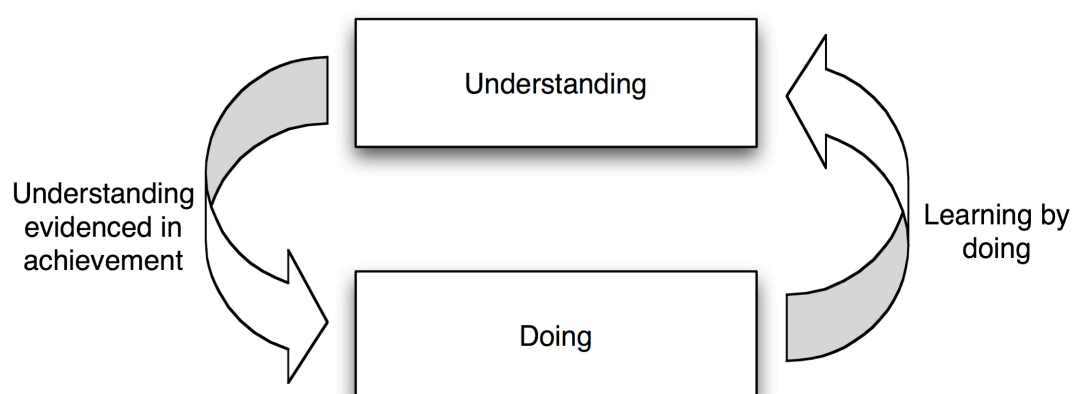 Understanding
Understanding
evidenced in
achievement
Learning by
doing
Doing